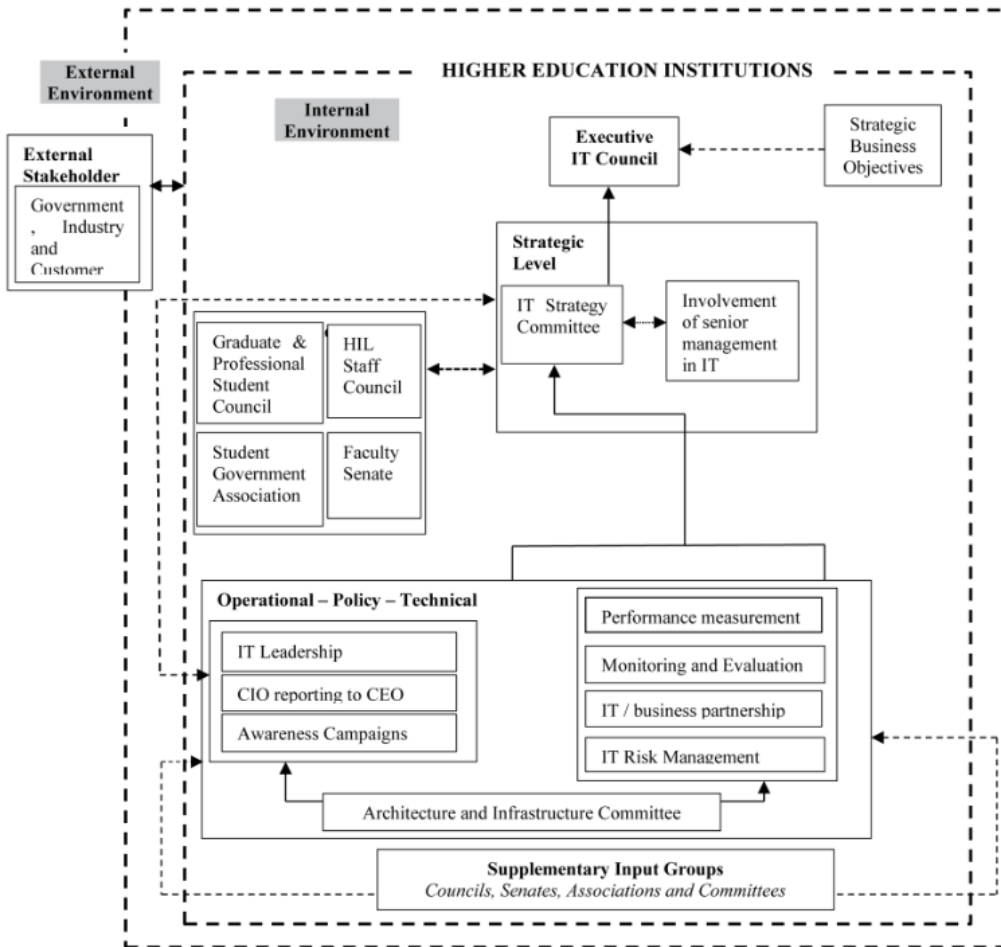 HIGHER EDUCATION INSTITUTIONS
External
Environment
Internal
Environment
External
Stakeholder
Government
, Industry
and
Customer
Executive
IT Council
Strategic
Business
Objectives
Strategic
Level
IT Strategy
Committee
Involvement
of senior
management
in IT
Graduate &
Professional
Student
Council
HIL
Staff
Council
Student
Government
Association
Faculty
Senate
Operational – Policy – Technical
IT Leadership
CIO reporting to CEO
Awareness Campaigns
Performance measurement
Monitoring and Evaluation
IT / business partnership
IT Risk Management
Architecture and Infrastructure Committee
Supplementary Input Groups
Councils, Senates, Associations and Committees